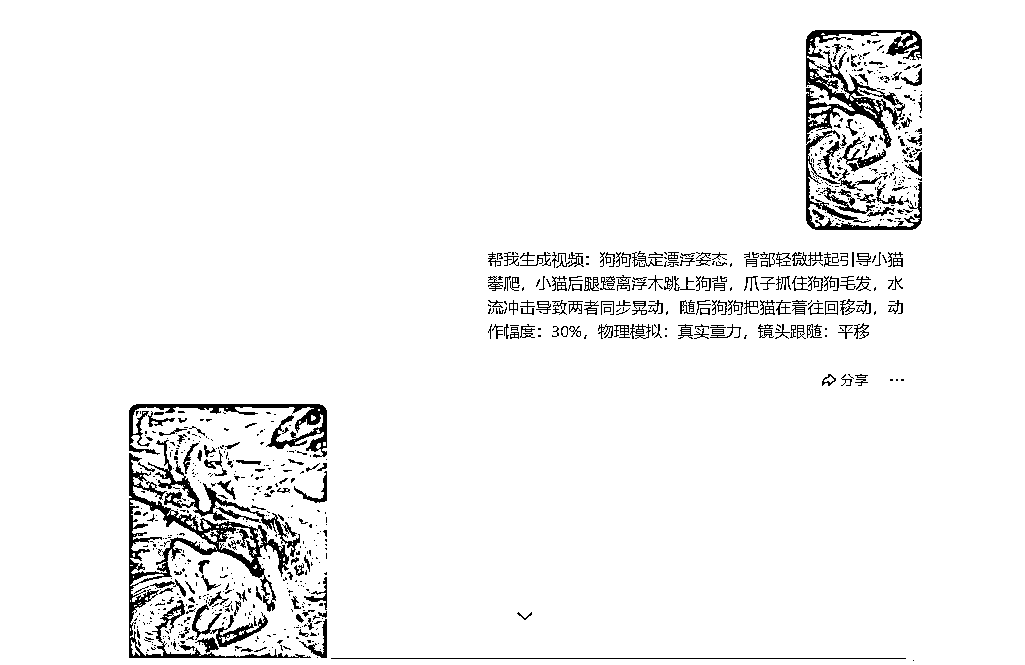 帮我生成视频：狗狗稳定漂浮姿态，背部轻微拱起引导小猫
攀爬，小猫后腿蹬离浮木跳上狗背，爪子抓住狗狗毛发，水
流冲击导致两者同步晃动，随后狗狗把猫在着往回移动，动
作幅度：30%，物理模拟：真实重力，镜头跟随：平移
分享